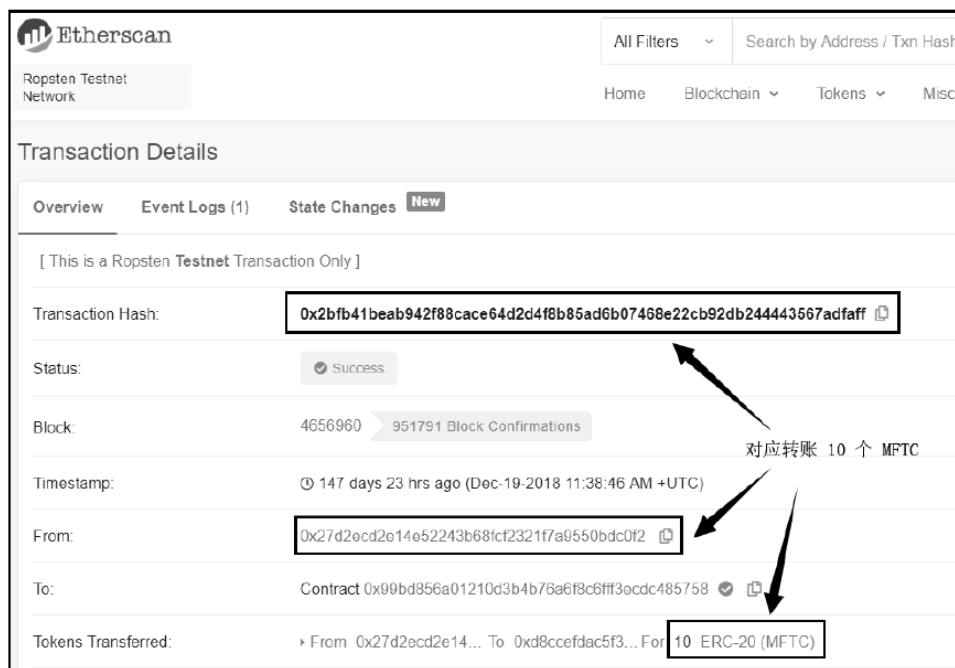 Etherscan
All Filters
Search by Address / Txn Hash
Ropsten Testnet
Network
Home Blockchain Tokens Misc
Transaction Details
Overview Event Logs (1) State Changes New
[ This is a Ropsten Testnet Transaction Only ]
Transaction Hash: 0x2bfb41beab942f88cace64d2d4f8b85ad6b07468e22cb92db244443567adfaff
Status: Success
Block: 4656960 951791 Block Confirmations
对应转账 10 个 MFTC
Timestamp: 147 days 23 hrs ago (Dec-19-2018 11:38:46 AM +UTC)
From: 0x27d2ecd2e14e52243b68fcf2321f7a9550bdc0f2
To: Contract 0x99bd856a01210d3b4b76a6f8c6fff3ecdc485758
Tokens Transferred: From 0x27d2ecd2e14... To 0xd8ccefdac5f3... For 10 ERC-20 (MFTC)